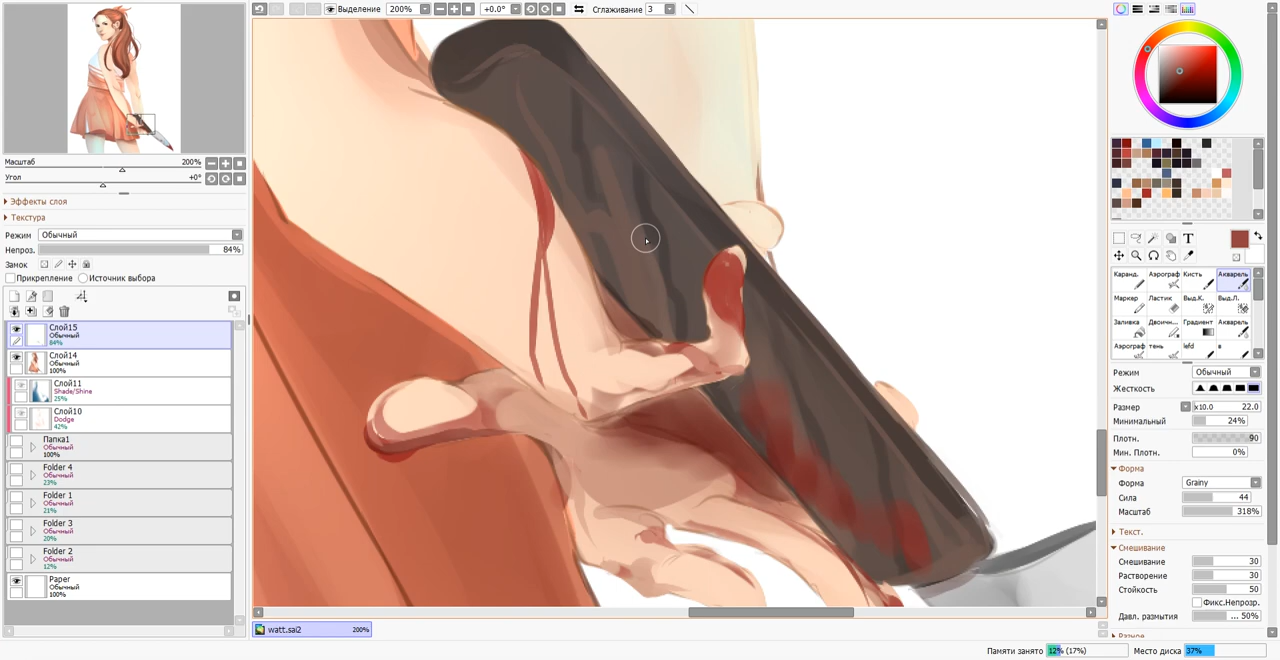 Выделение
200%
+0.0°
Сглаживание 3
Масштаб 200%
Угол +0°
Эффекты слоя
Текстура
Режим Обычный
Непроз. 84%
Замок
Прикрепление Источник выбора
Слой15
Обычный
84%
Слой14
Обычный
100%
Слой11
Shade/Shine
25%
Слой10
Dodge
42%
Папка1
Обычный
100%
Folder 4
Обычный
23%
Folder 1
Обычный
21%
Folder 3
Обычный
20%
Folder 2
Обычный
12%
Paper
Обычный
100%
watt.sai2 200%
T
Каранд. Аэрограф Кисть Акварель
Маркер Ластик Выд.К. Выд.Л.
Заливка Двоичн... Градиент Акварель
Аэрограф тень lefd в
Режим Обычный
Жесткость
Размер x10.0 22.0
Минимальный 24%
Плотн. 90
Мин. Плотн. 0%
Форма
Форма Grainy
Сила 44
Масштаб 318%
Текст.
Смешивание
Смешивание 30
Растворение 30
Стойкость 50
Фикс.Непрозр.
Давл. размытия ... 50%
Разное
Памяти занято 12% (17%) Место диска 37%